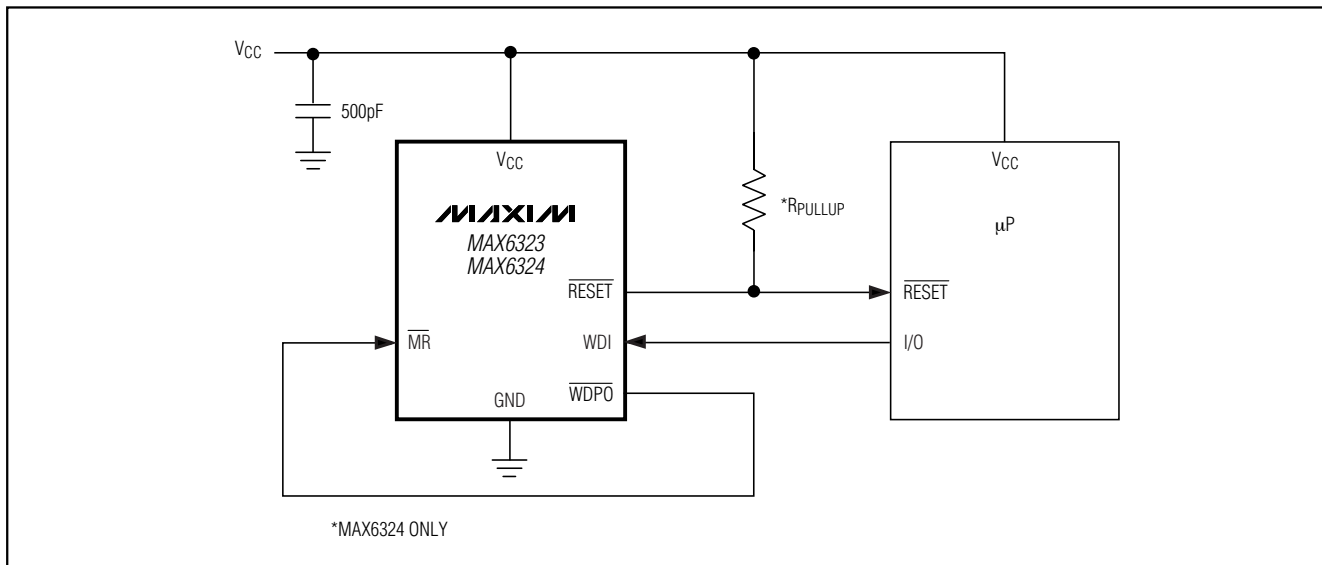 VCC
500pF
VCC
MAXIM
MAX6323
MAX6324
RESET
MR
WDI
WDPO
GND
*RPULLUP
VCC
μP
RESET
I/O
*MAX6324 ONLY